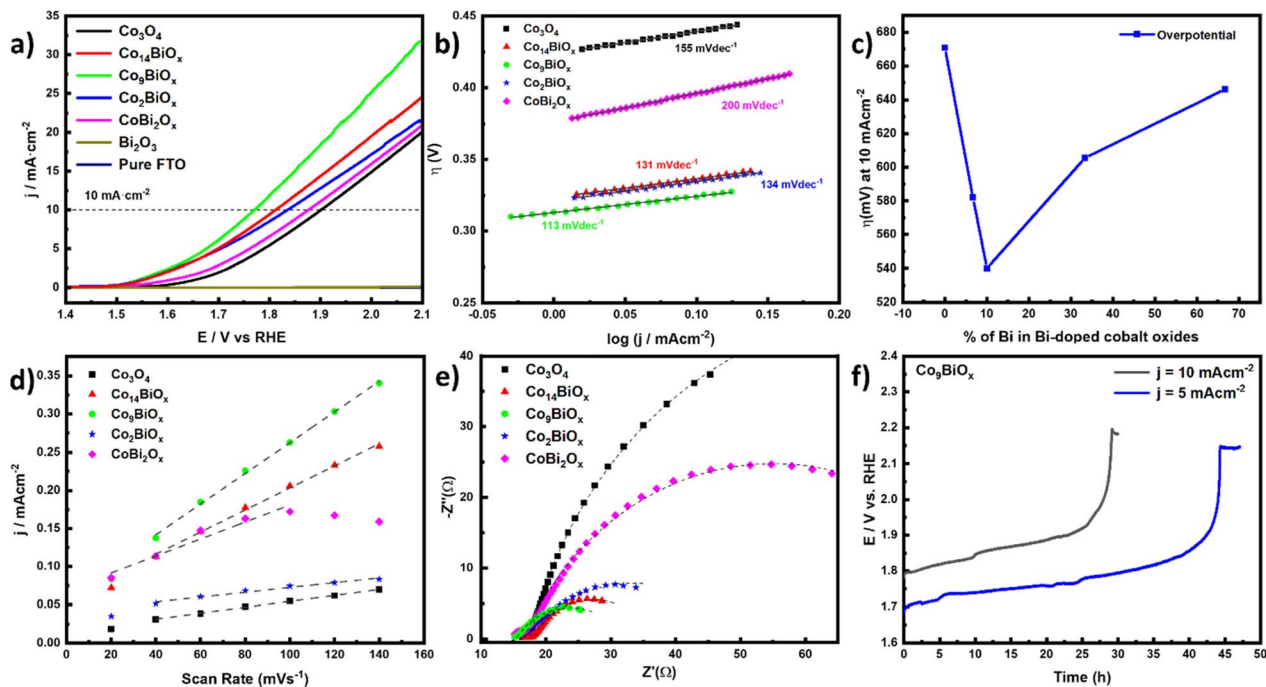 a)
Co₃O₄
Co₁₄BiOₓ
Co₉BiOₓ
Co₂BiOₓ
CoBi₂Oₓ
Bi₂O₃
Pure FTO
10 mA·cm⁻²
j / mA·cm⁻²
35
30
25
20
15
10
5
0
1.4 1.5 1.6 1.7 1.8 1.9 2.0 2.1
E / V vs RHE
b)
Co₃O₄
Co₁₄BiOₓ
Co₉BiOₓ
Co₂BiOₓ
CoBi₂Oₓ
155 mVdec⁻¹
200 mVdec⁻¹
131 mVdec⁻¹
134 mVdec⁻¹
113 mVdec⁻¹
η (V)
0.45
0.40
0.35
0.30
0.25
-0.05 0.00 0.05 0.10 0.15 0.20
log (j / mAcm⁻²)
c)
Overpotential
η(mV) at 10 mAcm⁻²
680
660
640
620
600
580
560
540
520
-10 0 10 20 30 40 50 60 70 80
% of Bi in Bi-doped cobalt oxides
d)
Co₃O₄
Co₁₄BiOₓ
Co₉BiOₓ
Co₂BiOₓ
CoBi₂Oₓ
j / mAcm⁻²
0.35
0.30
0.25
0.20
0.15
0.10
0.05
0.00
0 20 40 60 80 100 120 140 160
Scan Rate (mVs⁻¹)
e)
Co₃O₄
Co₁₄BiOₓ
Co₉BiOₓ
Co₂BiOₓ
CoBi₂Oₓ
-Z''(Ω)
-40
-30
-20
-10
0
10 20 30 40 50 60
Z'(Ω)
f)
Co₉BiOₓ
j = 10 mAcm⁻²
j = 5 mAcm⁻²
E / V vs. RHE
2.4
2.3
2.2
2.1
2.0
1.9
1.8
1.7
1.6
0 5 10 15 20 25 30 35 40 45 50
Time (h)